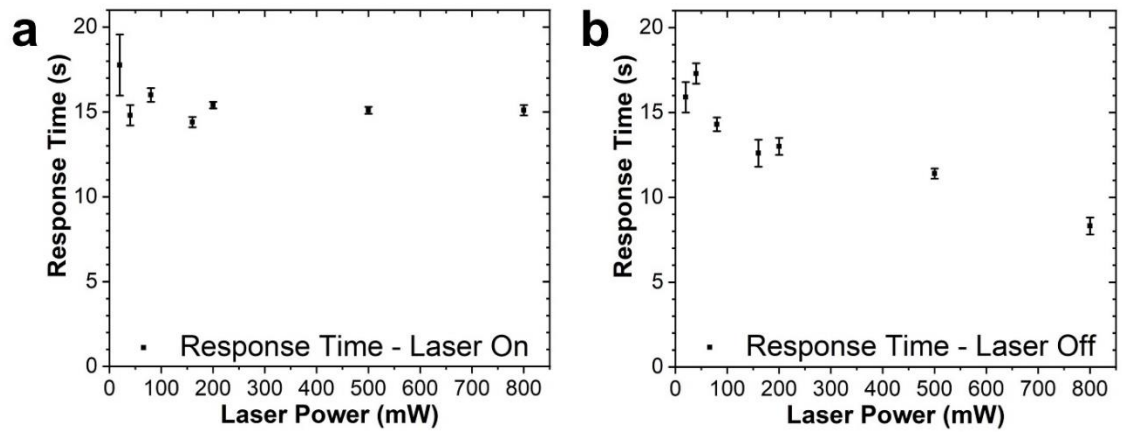 a
Response Time (s)
20
15
10
5
0
Response Time - Laser On
0 100 200 300 400 500 600 700 800
Laser Power (mW)
b
Response Time (s)
20
15
10
5
0
Response Time - Laser Off
0 100 200 300 400 500 600 700 800
Laser Power (mW)